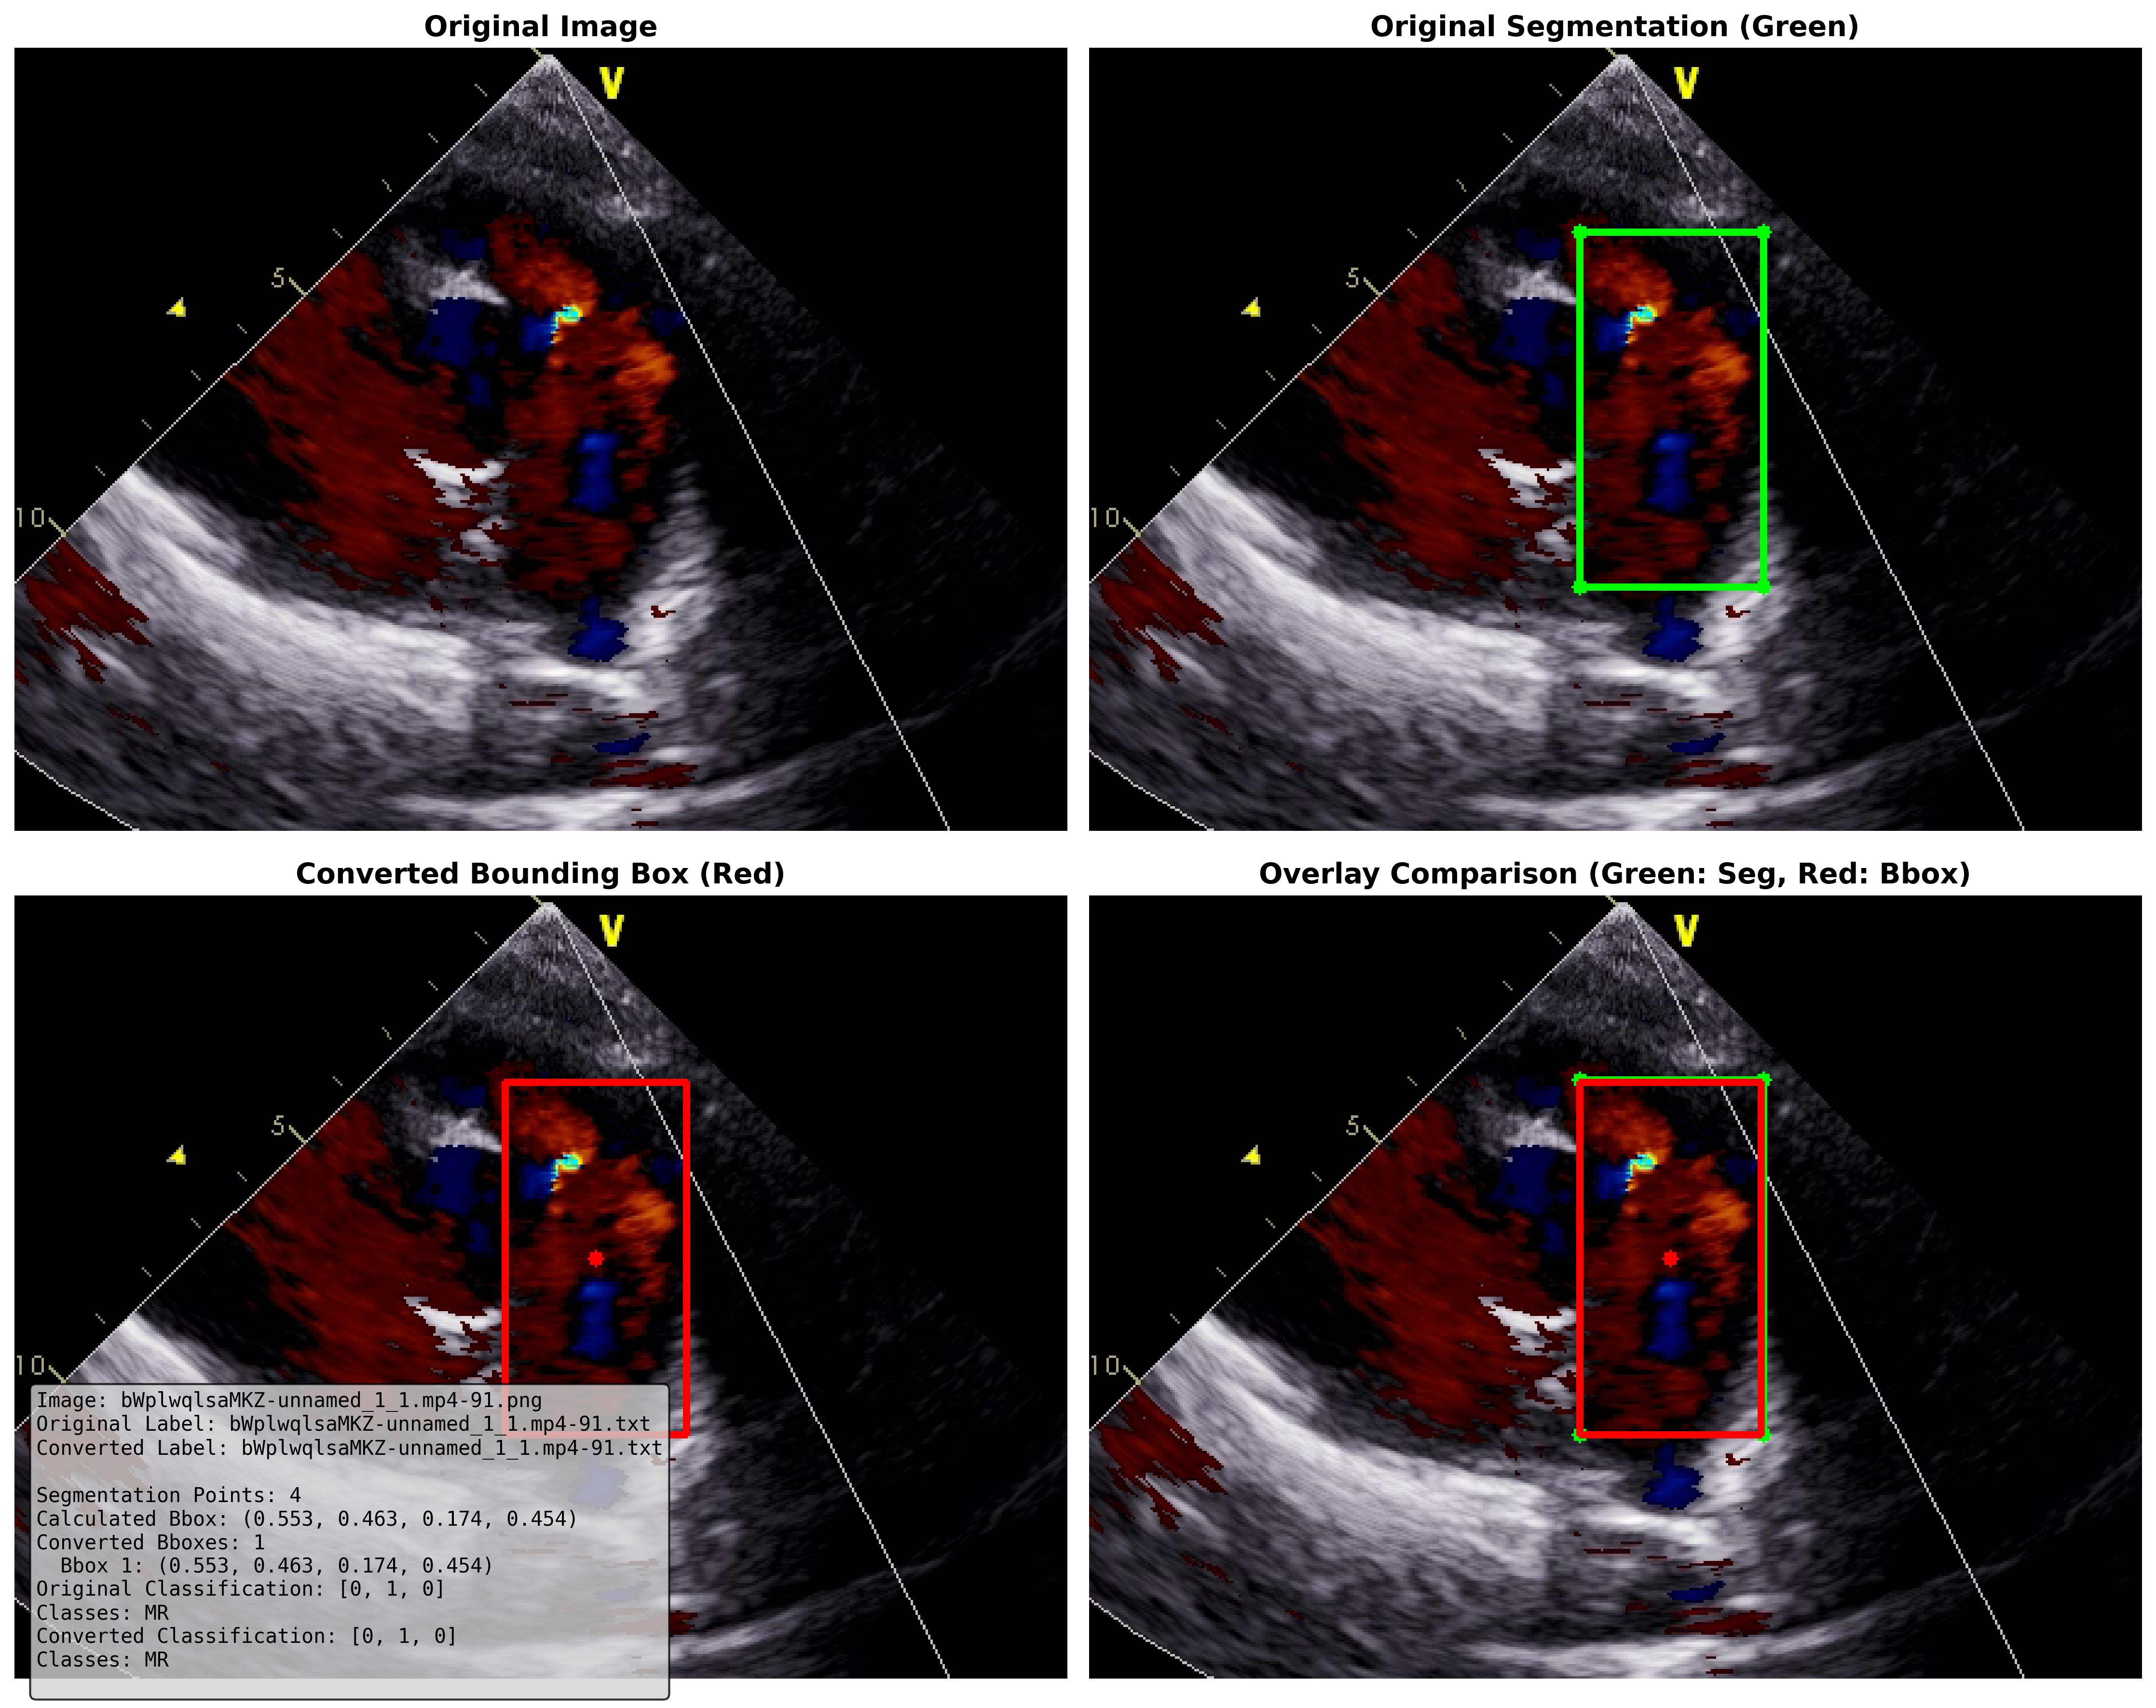 Original Image
Original Segmentation (Green)
V
5
10
V
5
10
Converted Bounding Box (Red)
Overlay Comparison (Green: Seg, Red: Bbox)
V
5
10
V
5
10
Image: bWplwqlsaMKZ-unnamed_1_1.mp4-91.png
Original Label: bWplwqlsaMKZ-unnamed_1_1.mp4-91.txt
Converted Label: bWplwqlsaMKZ-unnamed_1_1.mp4-91.txt
Segmentation Points: 4
Calculated Bbox: (0.553, 0.463, 0.174, 0.454)
Converted Bboxes: 1
Bbox 1: (0.553, 0.463, 0.174, 0.454)
Original Classification: [0, 1, 0]
Classes: MR
Converted Classification: [0, 1, 0]
Classes: MR